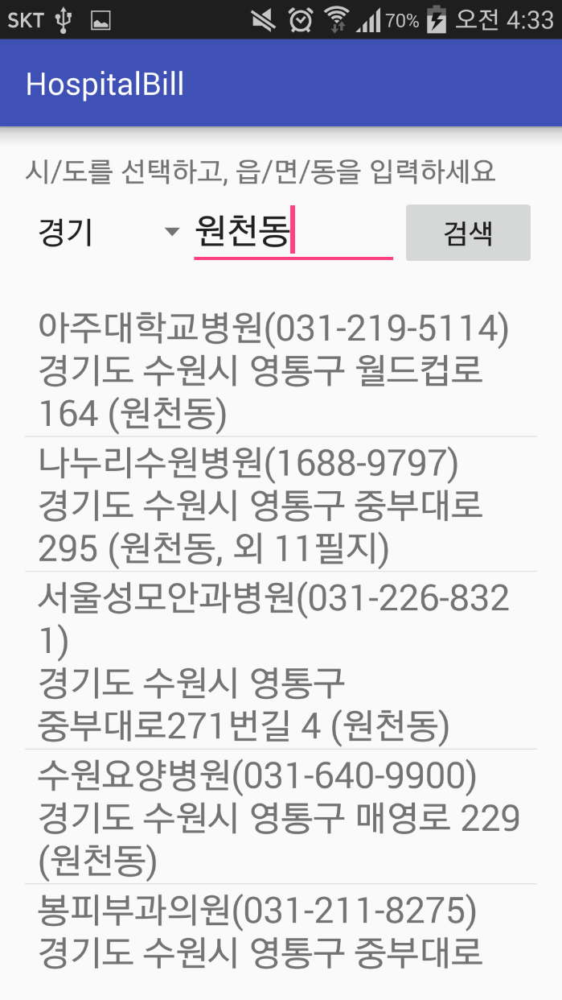 SKT 70% 오전 4:33
HospitalBill
시/도를 선택하고, 읍/면/동을 입력하세요
경기 원천동 검색
아주대학교병원(031-219-5114)
경기도 수원시 영통구 월드컵로
164 (원천동)
나누리수원병원(1688-9797)
경기도 수원시 영통구 중부대로
295 (원천동, 외 11필지)
서울성모안과병원(031-226-832
1)
경기도 수원시 영통구
중부대로271번길 4 (원천동)
수원요양병원(031-640-9900)
경기도 수원시 영통구 매영로 229
(원천동)
봉피부과의원(031-211-8275)
경기도 수원시 영통구 중부대로